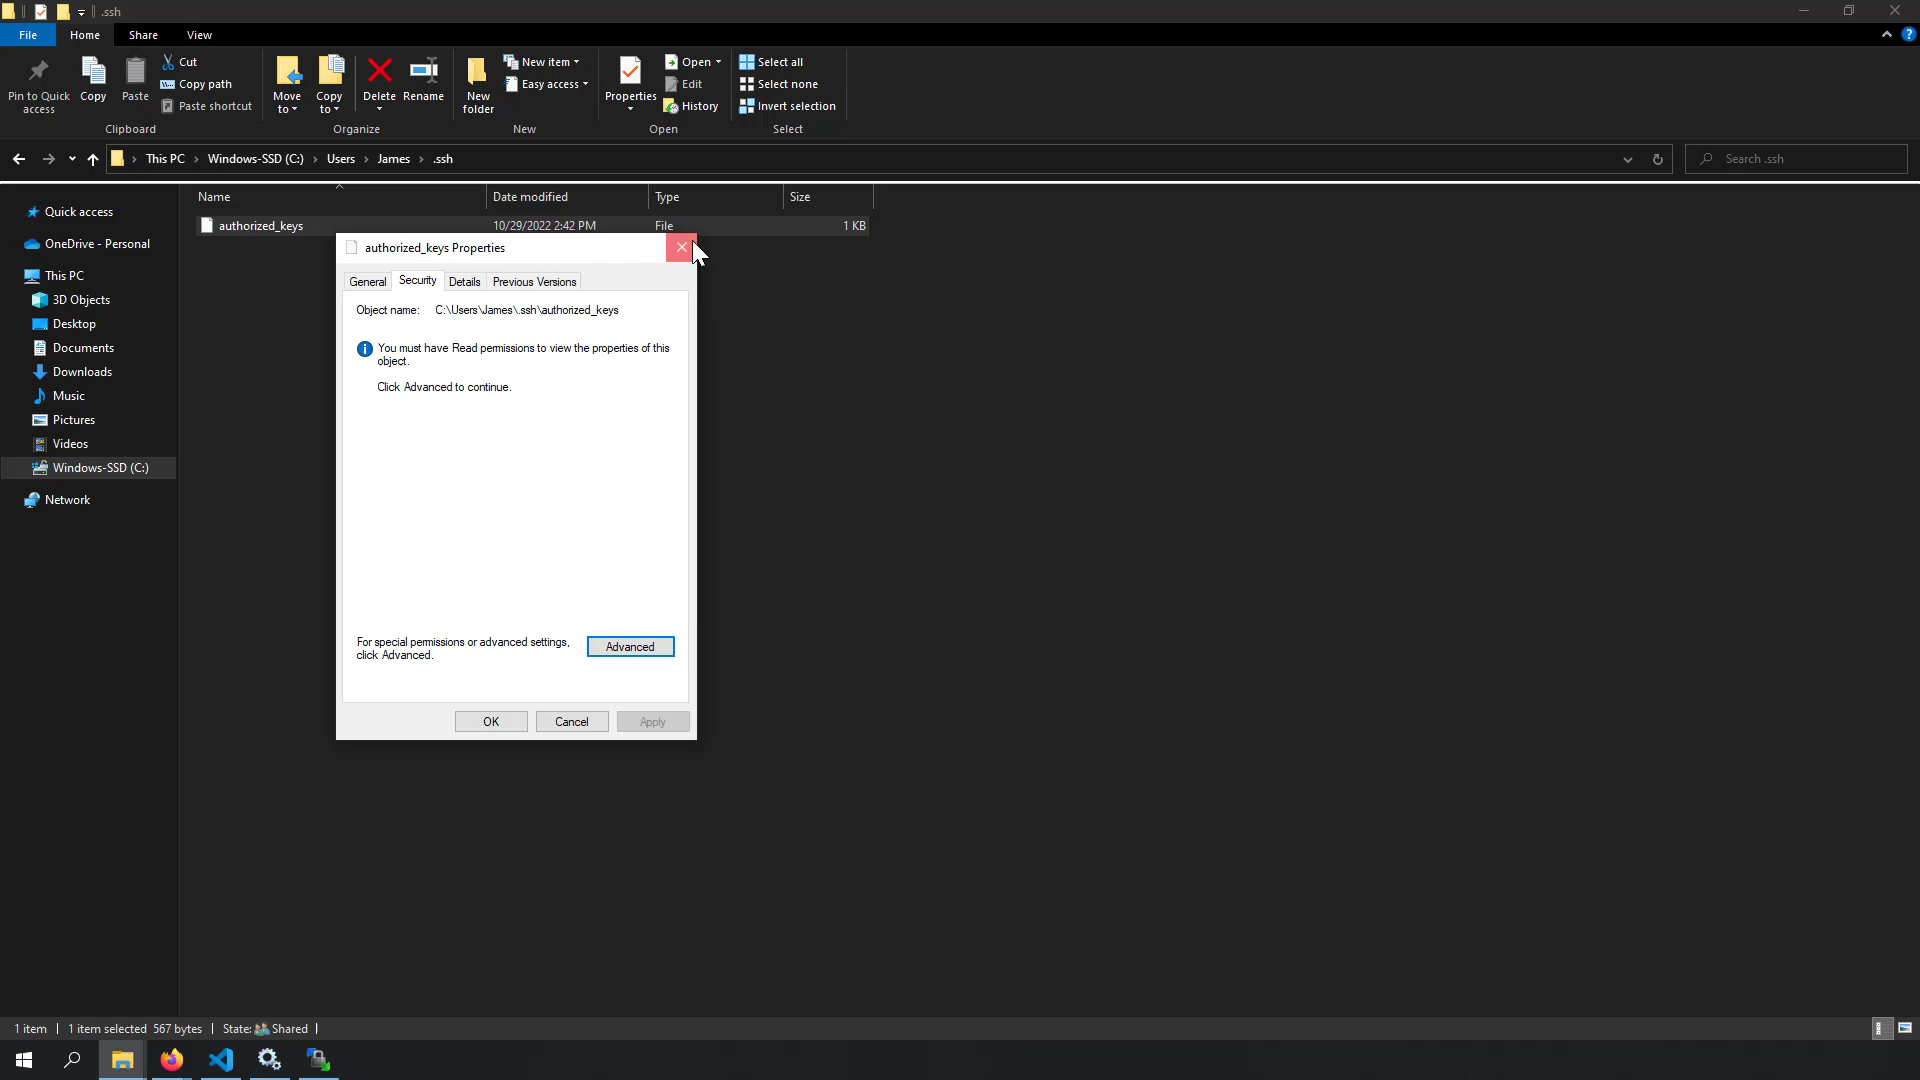 .ssh
File
Home
Share
View
Pin to Quick
access
Copy
Paste
Cut
Copy path
Paste shortcut
Clipboard
Move
to
Copy
to
Delete
Rename
Organize
New
folder
New item
Easy access
New
Properties
Open
Edit
History
Open
Select all
Select none
Invert selection
Select
This PC > Windows-SSD (C:) > Users > James > .ssh
Search .ssh
Name
Date modified
Type
Size
authorized_keys
10/29/2022 2:42 PM
File
1 KB
Quick access
OneDrive - Personal
This PC
3D Objects
Desktop
Documents
Downloads
Music
Pictures
Videos
Windows-SSD (C:)
Network
authorized_keys Properties
General
Security
Details
Previous Versions
Object name: C:\Users\James\.ssh\authorized_keys
You must have Read permissions to view the properties of this
object.
Click Advanced to continue.
For special permissions or advanced settings,
click Advanced.
Advanced
OK
Cancel
Apply
1 item
1 item selected 567 bytes
State: Shared